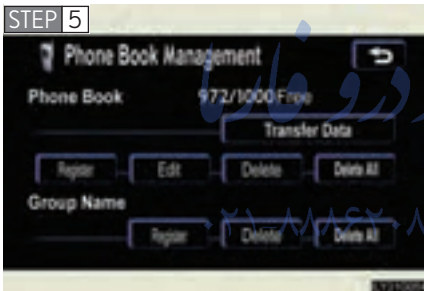 STEP 5
Phone Book Management
Phone Book 972/1000 Free
Transfer Data
Register Edit Delete Delete All
Group Name
Register Delete Delete All